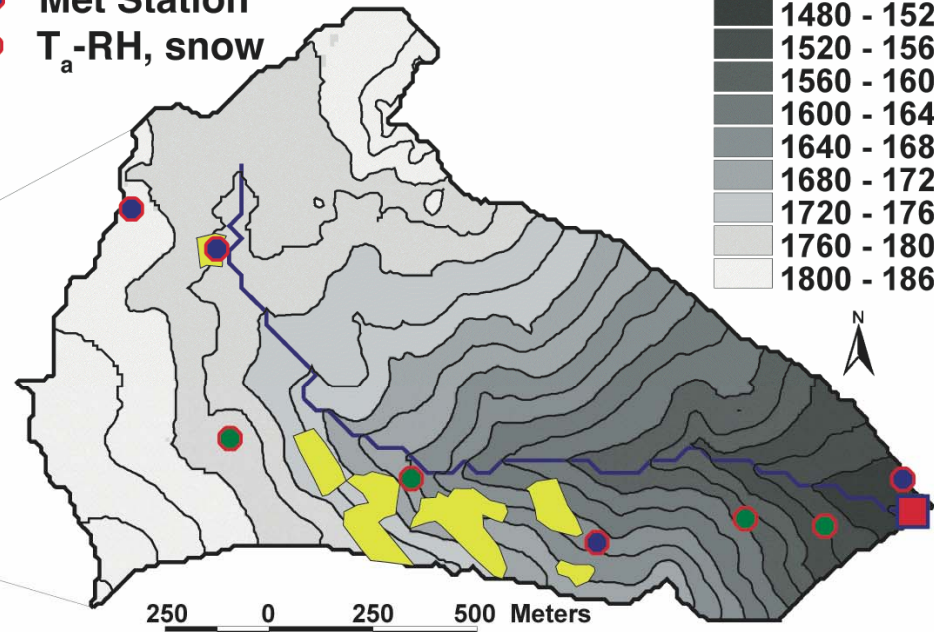 Met Station
Ta-RH, snow
1480 - 152
1520 - 156
1560 - 160
1600 - 164
1640 - 168
1680 - 172
1720 - 176
1760 - 180
1800 - 186
N
250 0 250 500 Meters